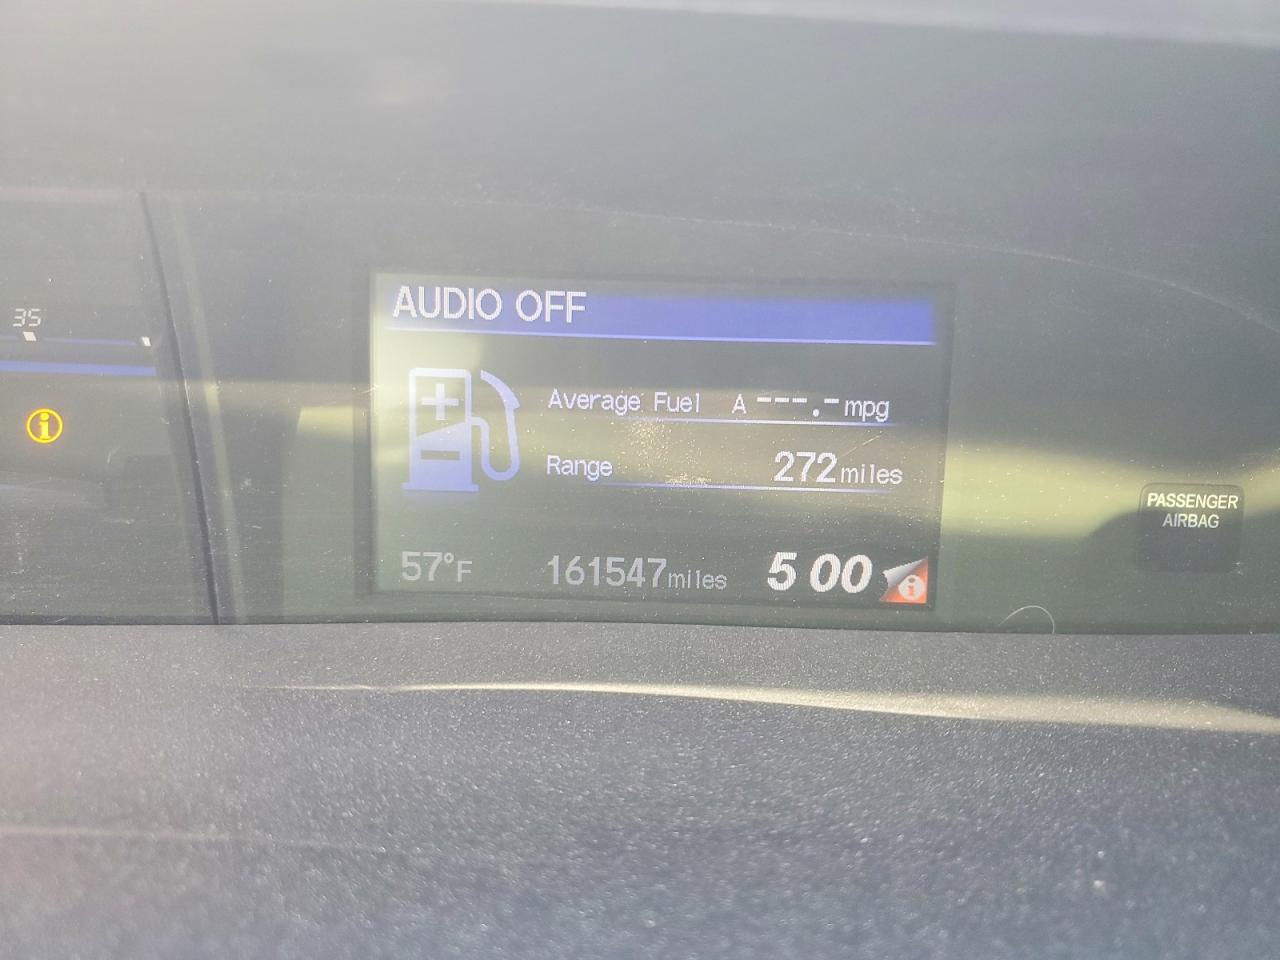 35
AUDIO OFF
Average Fuel A ---.- mpg
Range 272 miles
57°F 161547 miles 5 00
PASSENGER
AIRBAG